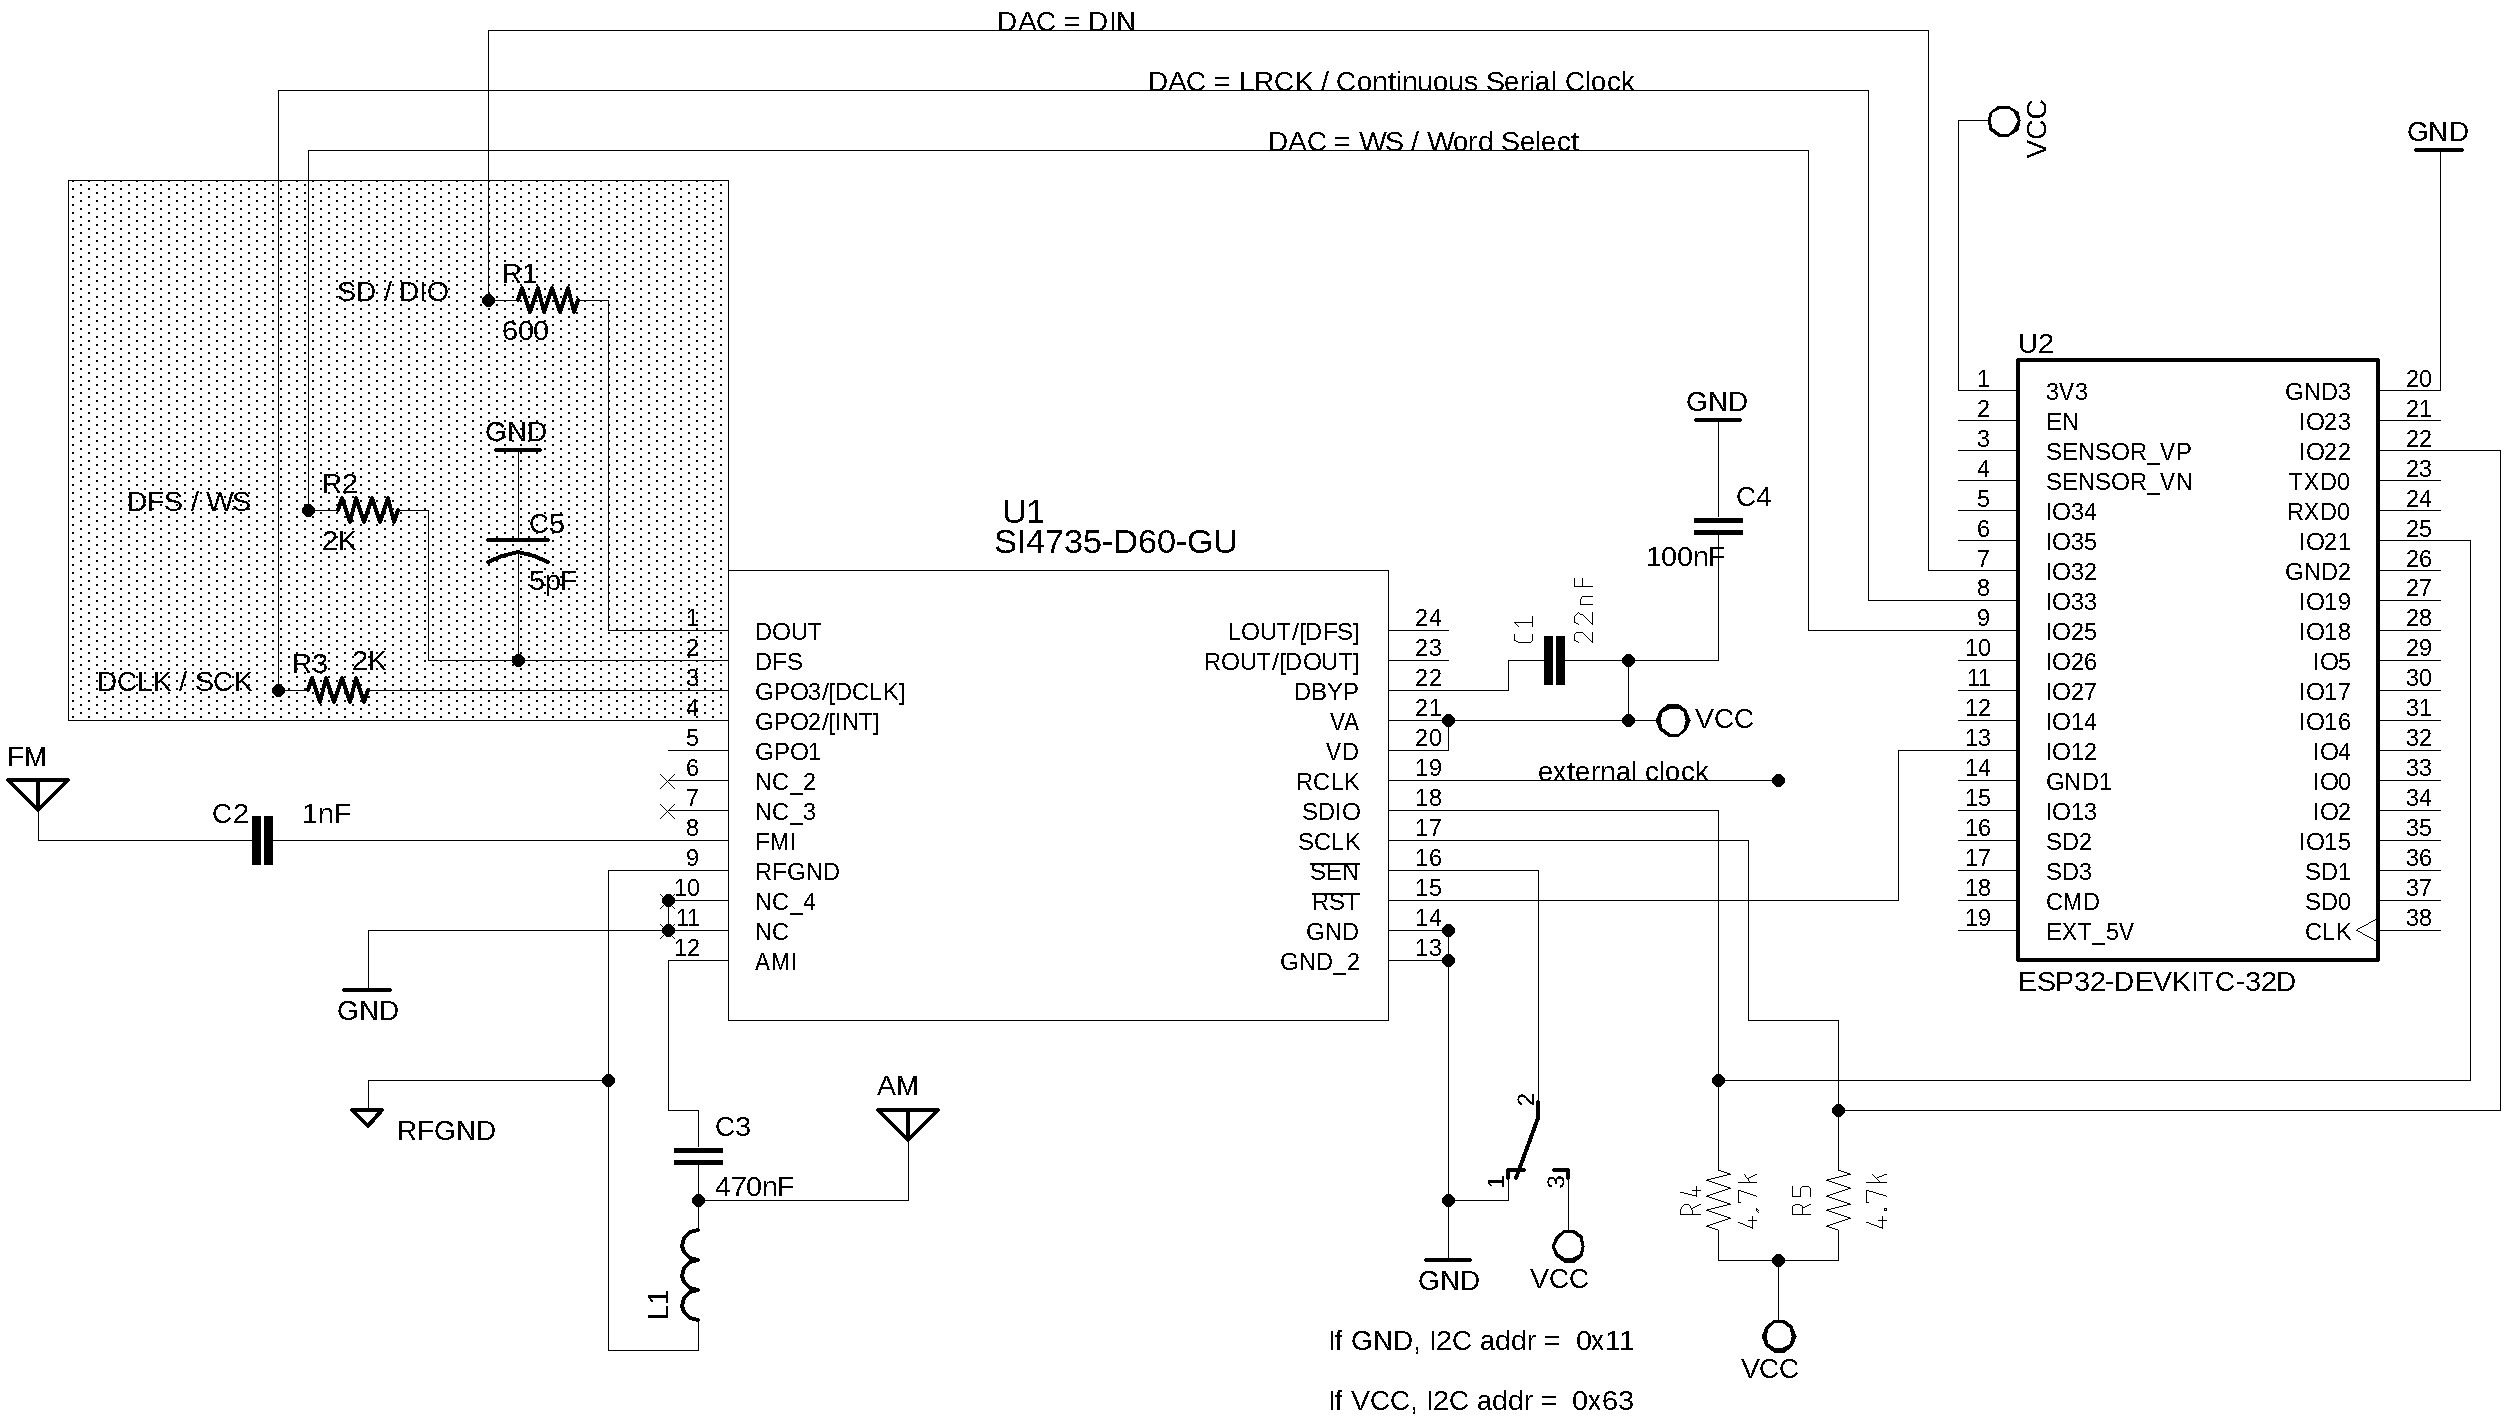 DAC = DIN
DAC = LRCK / Continuous Serial Clock
DAC = WS / Word Select
VCC
GND
SD / DIO
R1
600
GND
DFS / WS
R2
2K
C5
5pF
DCLK / SCK
R3
2K
U1
SI4735-D60-GU
1
2
3
4
5
6
7
8
9
10
11
12
DOUT
DFS
GPO3/[DCLK]
GPO2/[INT]
GPO1
NC_2
NC_3
FMI
RFGND
NC_4
NC
AMI
LOUT/[DFS]
ROUT/[DOUT]
DBYP
VA
VD
RCLK
SDIO
SCLK
SEN
RST
GND
GND_2
24
23
22
21
20
19
18
17
16
15
14
13
C1
22nF
GND
C4
100nF
VCC
external clock
FM
C2
1nF
GND
RFGND
C3
470nF
AM
L1
2
1
3
GND
VCC
R4
4.7k
R5
4.7k
VCC
If GND, I2C addr = 0x11
If VCC, I2C addr = 0x63
U2
1
2
3
4
5
6
7
8
9
10
11
12
13
14
15
16
17
18
19
3V3
EN
SENSOR_VP
SENSOR_VN
IO34
IO35
IO32
IO33
IO25
IO26
IO27
IO14
IO12
GND1
IO13
SD2
SD3
CMD
EXT_5V
GND3
IO23
IO22
TXD0
RXD0
IO21
GND2
IO19
IO18
IO5
IO17
IO16
IO4
IO0
IO2
IO15
SD1
SD0
CLK
20
21
22
23
24
25
26
27
28
29
30
31
32
33
34
35
36
37
38
ESP32-DEVKITC-32D